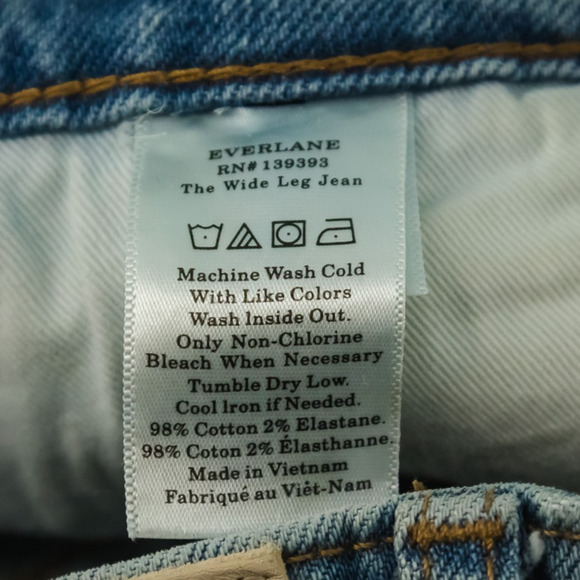 EVERLANE
RN# 139393
The Wide Leg Jean
Machine Wash Cold
With Like Colors
Wash Inside Out.
Only Non-Chlorine
Bleach When Necessary
Tumble Dry Low.
Cool Iron if Needed.
98% Cotton 2% Elastane.
98% Coton 2% Élasthanne.
Made in Vietnam
Fabriqué au Viêt-Nam